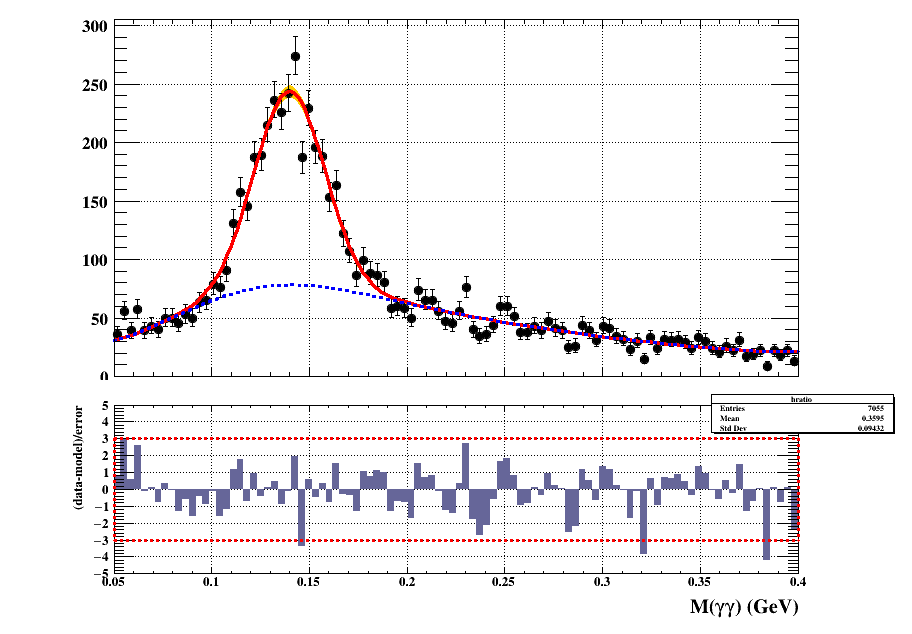 300
250
200
150
100
50
0
hratio
Entries 7055
Mean 0.3595
Std Dev 0.09432
(data-model)/error
5
4
3
2
1
0
−1
−2
−3
−4
−5
0.05 0.1 0.15 0.2 0.25 0.3 0.35 0.4
M(γγ) (GeV)